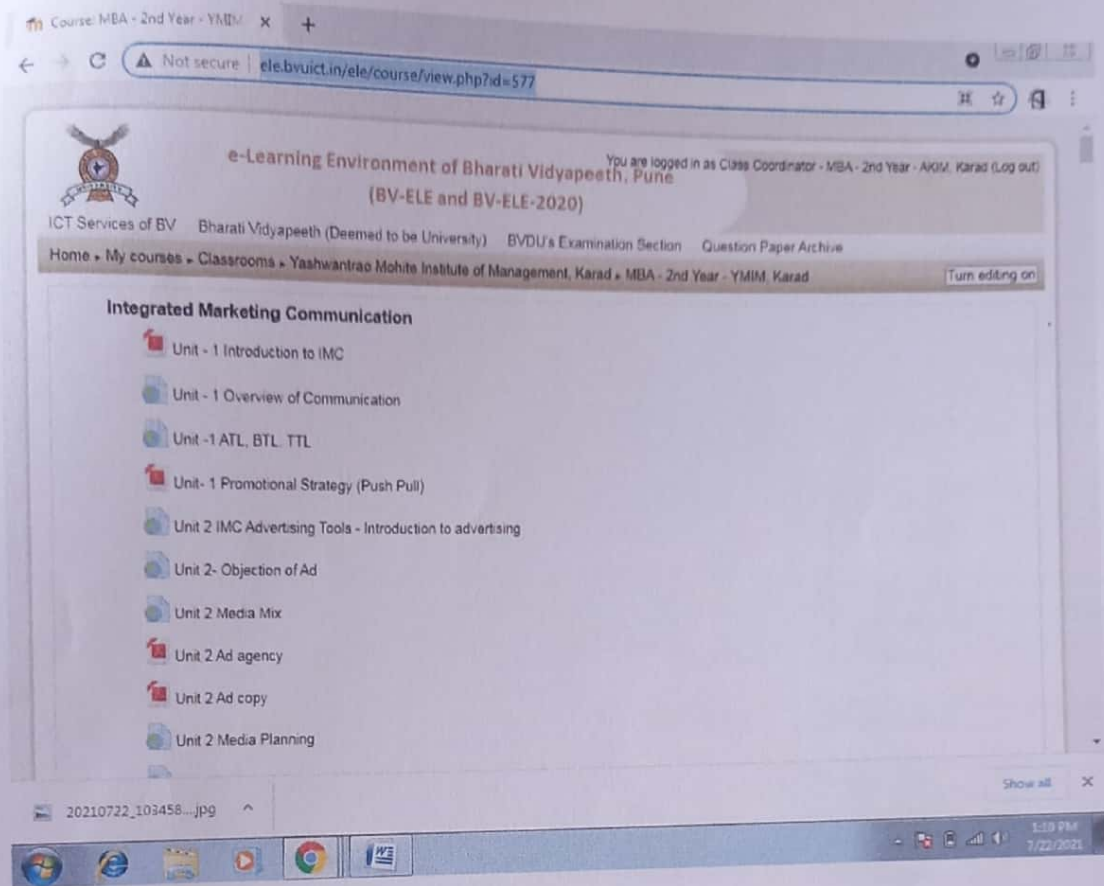 Course: MBA - 2nd Year - YMIM
Not secure | ele.bvuict.in/ele/course/view.php?id=577
e-Learning Environment of Bharati Vidyapeeth, Pune
(BV-ELE and BV-ELE-2020)
You are logged in as Class Coordinator - MBA - 2nd Year - AKIM, Karad (Log out)
ICT Services of BV Bharati Vidyapeeth (Deemed to be University) BVDU's Examination Section Question Paper Archive
Home ▸ My courses ▸ Classrooms ▸ Yashwantrao Mohite Institute of Management, Karad ▸ MBA - 2nd Year - YMIM, Karad
Turn editing on
Integrated Marketing Communication
Unit - 1 Introduction to IMC
Unit - 1 Overview of Communication
Unit -1 ATL, BTL. TTL
Unit- 1 Promotional Strategy (Push Pull)
Unit 2 IMC Advertising Tools - Introduction to advertising
Unit 2- Objection of Ad
Unit 2 Media Mix
Unit 2 Ad agency
Unit 2 Ad copy
Unit 2 Media Planning
20210722_103458....jpg
Show all
1:10 PM
7/22/2021